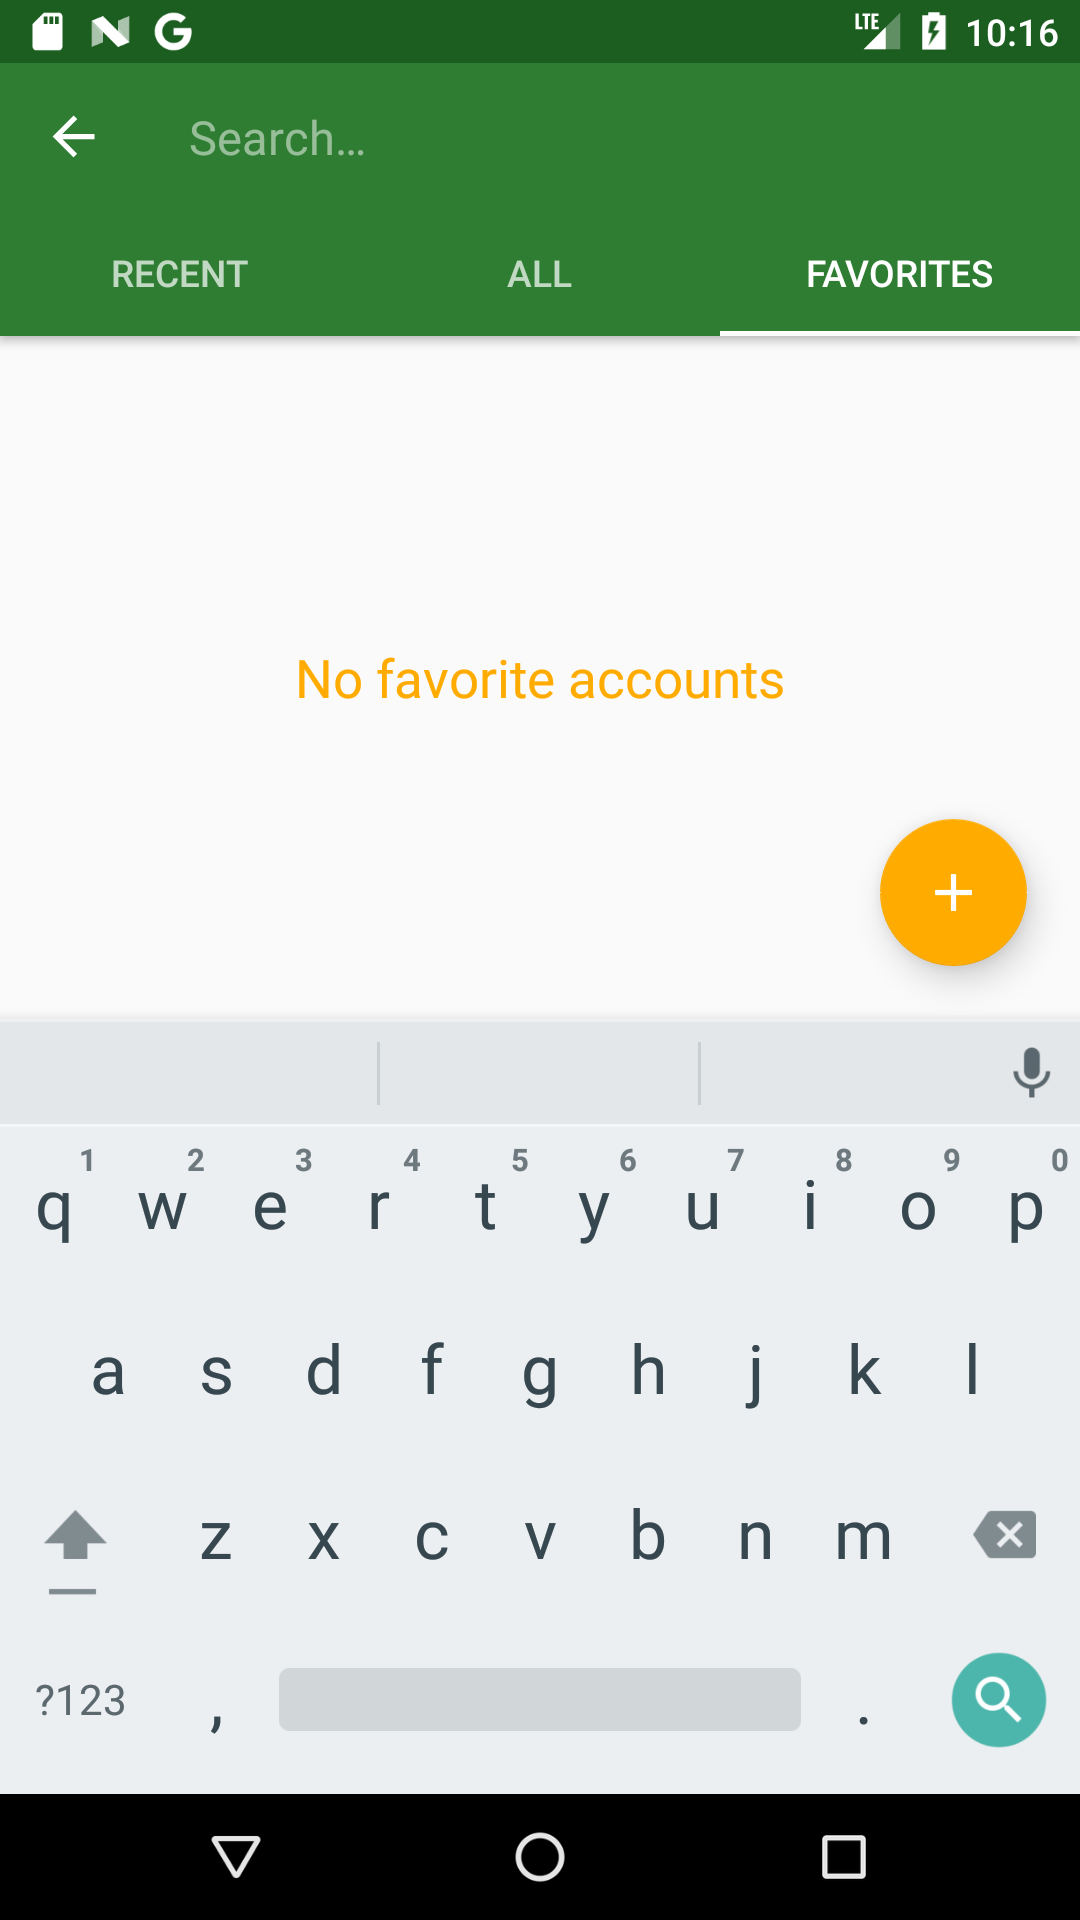 LTE 10:16
Search...
RECENT ALL FAVORITES
No favorite accounts
1 2 3 4 5 6 7 8 9 0
q w e r t y u i o p
a s d f g h j k l
z x c v b n m
?123 , .